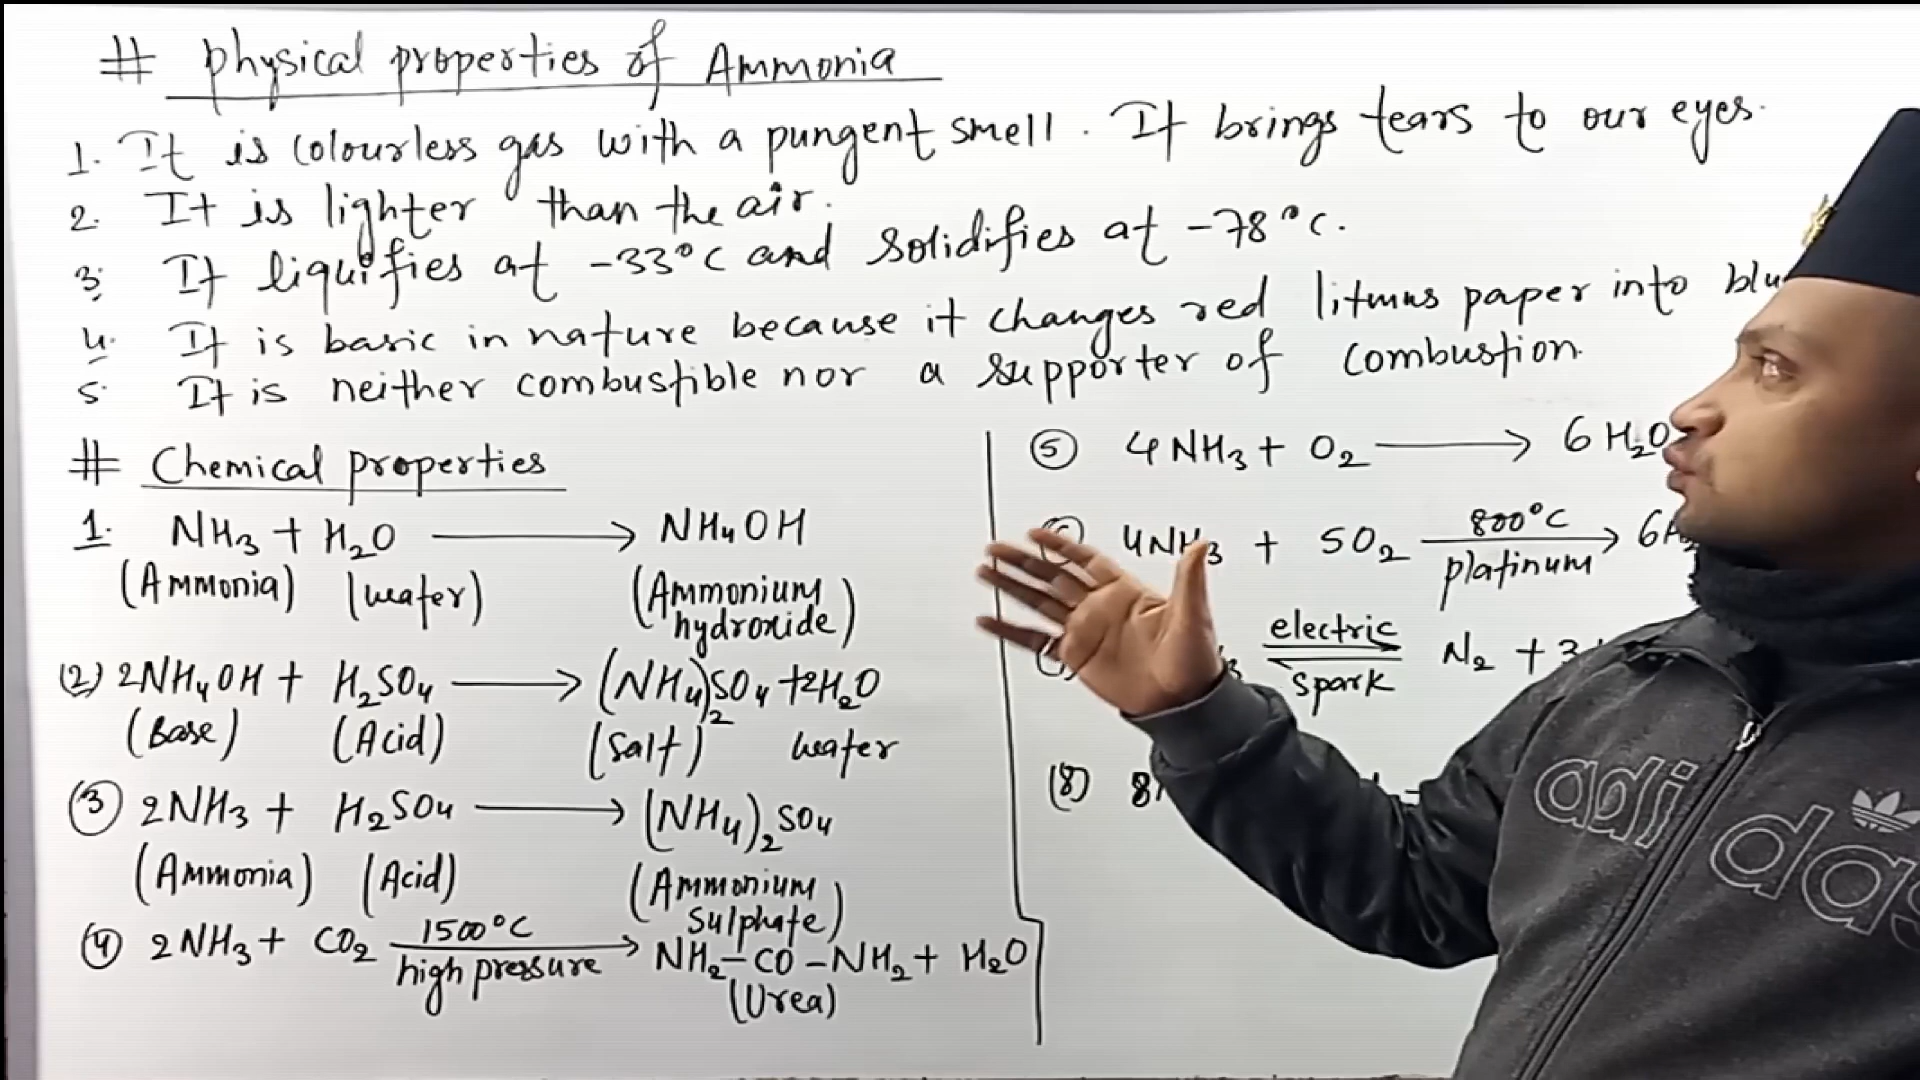 # Physical properties of Ammonia
1. It is colourless gas with a pungent smell. It brings tears to our eyes.
2. It is lighter than the air.
3. It liquifies at -33°C and solidifies at -78°C.
4. It is basic in nature because it changes red litmus paper into blu
5. It is neither combustible nor a supporter of combustion.
# Chemical properties
1. NH₃ + H₂O ⟶ NH₄OH
(Ammonia) (water) (Ammonium hydroxide)
(2) 2NH₄OH + H₂SO₄ ⟶ (NH₄)₂SO₄ + 2H₂O
(Base) (Acid) (Salt) water
③ 2NH₃ + H₂SO₄ ⟶ (NH₄)₂SO₄
(Ammonia) (Acid) (Ammonium Sulphate)
④ 2NH₃ + CO₂ 1500°C high pressure ⟶ NH₂-CO-NH₂ + H₂O
(Urea)
⑤ 4NH₃ + O₂ ⟶ 6H₂O
4NH₃ + 5O₂ 800°C platinum ⟶ 6H₂
electric spark ⇌ N₂ + 3
(8) 8
adidas